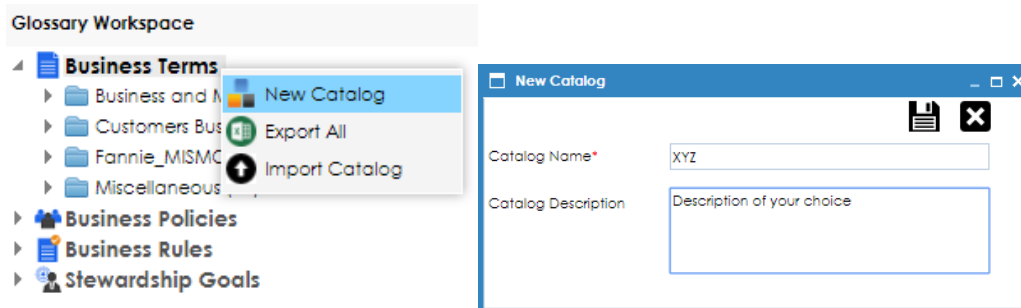 Glossary Workspace
Business Terms
Business and M
New Catalog
Customers Bus
Export All
Fannie_MISMO
Import Catalog
Miscellaneous
Business Policies
Business Rules
Stewardship Goals
New Catalog
Catalog Name*
XYZ
Catalog Description
Description of your choice